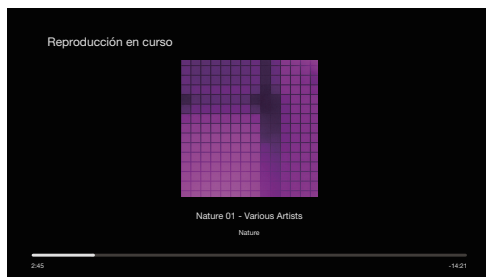 Reproducción en curso
Nature 01 - Various Artists
Nature
2:45
-14:21